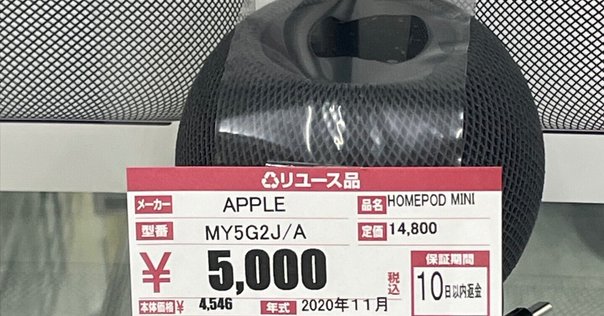 リユース品
メーカー APPLE 品名 HOMEPOD MINI
型番 MY5G2J/A 定価 14,800
¥ 5,000 税込 保証期間
10日以内返金
本体価格 ¥ 4,546 年式 2020年11月